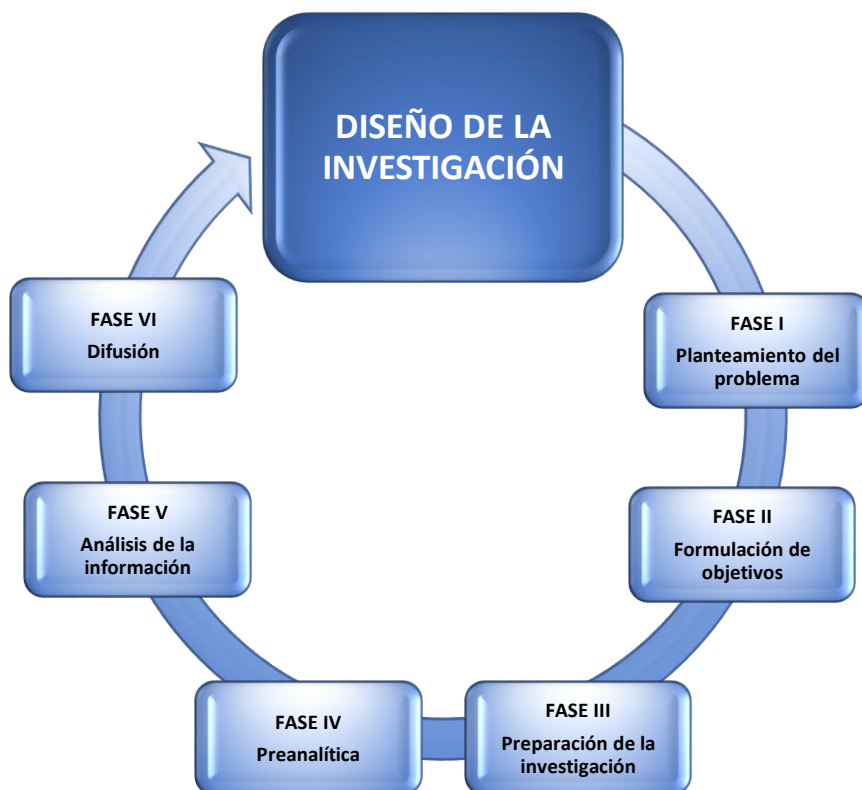 DISEÑO DE LA
INVESTIGACIÓN
FASE I
Planteamiento del
problema
FASE II
Formulación de
objetivos
FASE III
Preparación de la
investigación
FASE IV
Preanalítica
FASE V
Análisis de la
información
FASE VI
Difusión